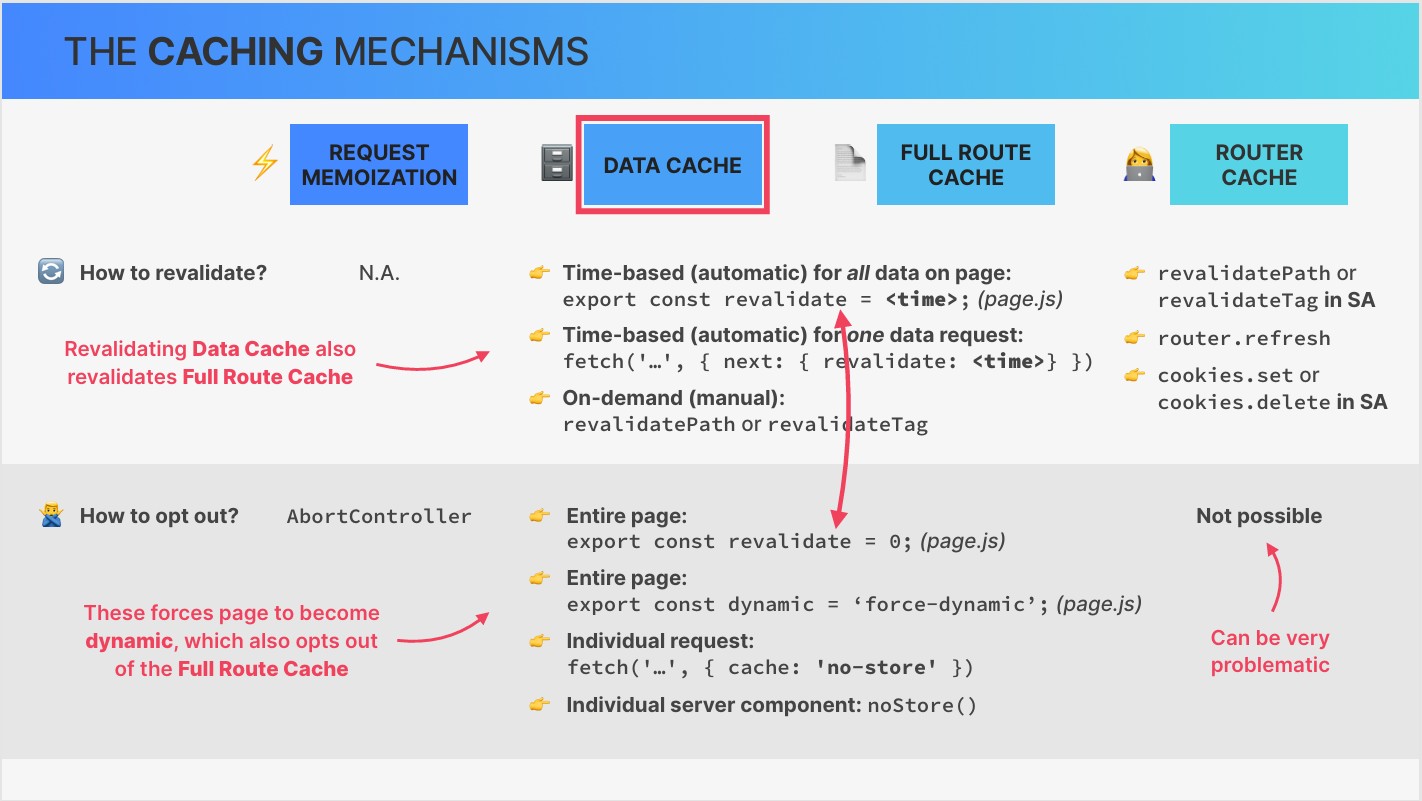 THE CACHING MECHANISMS
REQUEST
MEMOIZATION
DATA CACHE
FULL ROUTE
CACHE
ROUTER
CACHE
How to revalidate?
N.A.
Revalidating Data Cache also
revalidates Full Route Cache
Time-based (automatic) for all data on page:
export const revalidate = <time>; (page.js)
Time-based (automatic) for one data request:
fetch('…', { next: { revalidate: <time>} })
On-demand (manual):
revalidatePath or revalidateTag
revalidatePath or
revalidateTag in SA
router.refresh
cookies.set or
cookies.delete in SA
How to opt out?
AbortController
These forces page to become
dynamic, which also opts out
of the Full Route Cache
Entire page:
export const revalidate = 0; (page.js)
Entire page:
export const dynamic = ‘force-dynamic’; (page.js)
Individual request:
fetch('…', { cache: 'no-store' })
Individual server component: noStore()
Not possible
Can be very
problematic